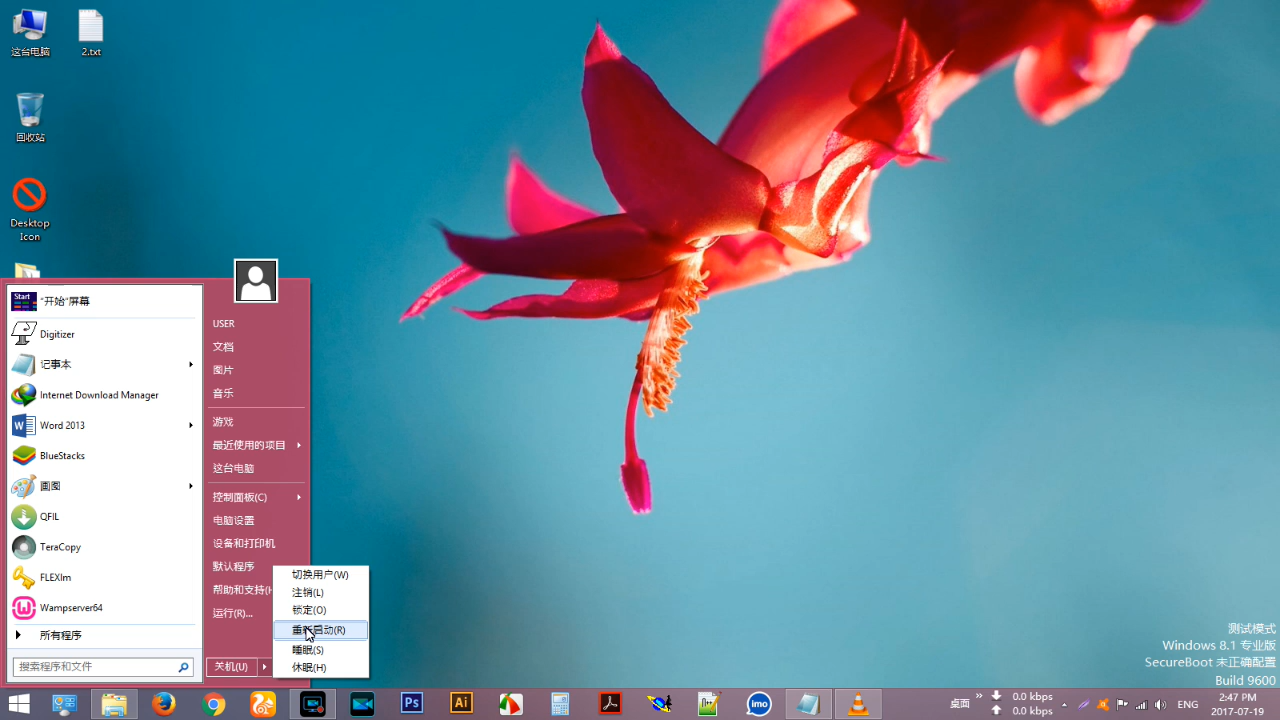 这台电脑
2.txt
回收站
Desktop
Icon
Start
"开始"屏幕
Digitizer
记事本
Internet Download Manager
Word 2013
BlueStacks
画图
QFIL
TeraCopy
FLEXlm
Wampserver64
所有程序
搜索程序和文件
USER
文档
图片
音乐
游戏
最近使用的项目
这台电脑
控制面板(C)
电脑设置
设备和打印机
默认程序
帮助和支持(H
运行(R)...
关机(U)
切换用户(W)
注销(L)
锁定(O)
重新启动(R)
睡眠(S)
休眠(H)
测试模式
Windows 8.1 专业版
SecureBoot 未正确配置
Build 9600
Ps
Ai
imo
桌面
0.0 kbps
0.0 kbps
ENG
2:47 PM
2017-07-19